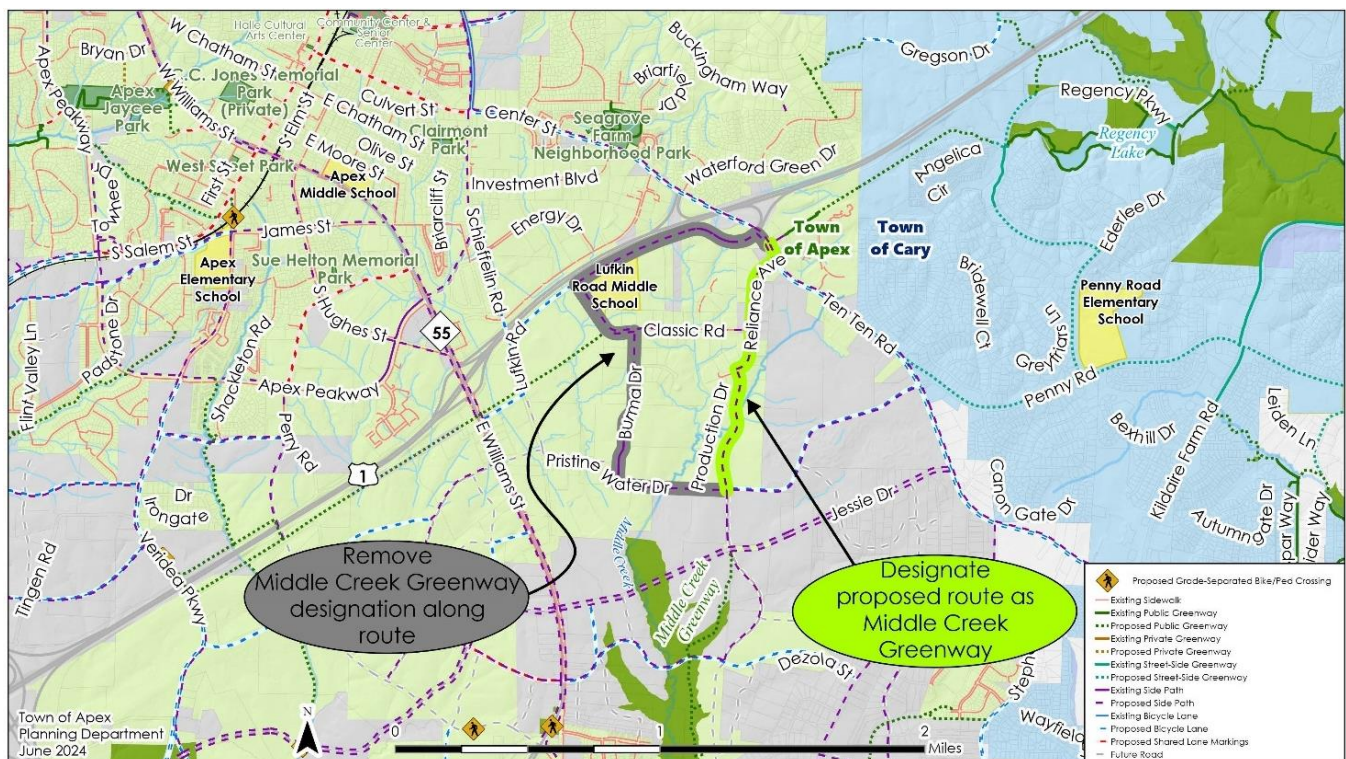 Halle Cultural
Arts Center
Community Center &
Senior
Center
Bryan Dr
W Chatham St
Apex Peakway
W Williams St
C.C. Jones Memorial
Park
(Private)
Apex
Jaycee
Park
S Elm St
Culvert St
E Chatham St
Olive St
E Moore St
Clairmont
Park
Center St
Seagrove
Farm
Neighborhood Park
Buckingham Way
Briarfield Dr
Gregson Dr
Regency Pkwy
Regency
Lake
West Street Park
First St
Apex
Middle School
Investment Blvd
Waterford Green Dr
Angelica
Cir
Towhee Dr
S Salem St
James St
Briarcliff St
Schieffelin Rd
Energy Dr
Ederlee Dr
Town
of Apex
Town
of Cary
Apex
Elementary
School
Sue Helton Memorial
Park
Lufkin
Road Middle
School
Reliance Ave
Bridewell Ct
Penny Road
Elementary
School
Greyfriars Ln
Flint Valley Ln
Padstone Dr
Shackleton Rd
S Hughes St
55
Lufkin Rd
Classic Rd
Ten Ten Rd
Penny Rd
Apex Peakway
Perry Rd
Burma Dr
Production Dr
E Williams St
1
Pristine Water Dr
Jessie Dr
Canon Gate Dr
Bexhill Dr
Kildaire Farm Rd
Leiden Ln
Autumn
Gate Dr
Irongate
Dr
Tingen Rd
Veridea Pkwy
Middle Creek
Middle Creek
Greenway
Dezola St
Remove
Middle Creek Greenway
designation along
route
Designate
proposed route as
Middle Creek
Greenway
Proposed Grade-Separated Bike/Ped Crossing
Existing Sidewalk
Existing Public Greenway
Proposed Public Greenway
Existing Private Greenway
Proposed Private Greenway
Existing Street-Side Greenway
Proposed Street-Side Greenway
Existing Side Path
Proposed Side Path
Existing Bicycle Lane
Proposed Bicycle Lane
Proposed Shared Lane Markings
Future Road
Town of Apex
Planning Department
June 2024
N
0 1 2
Miles